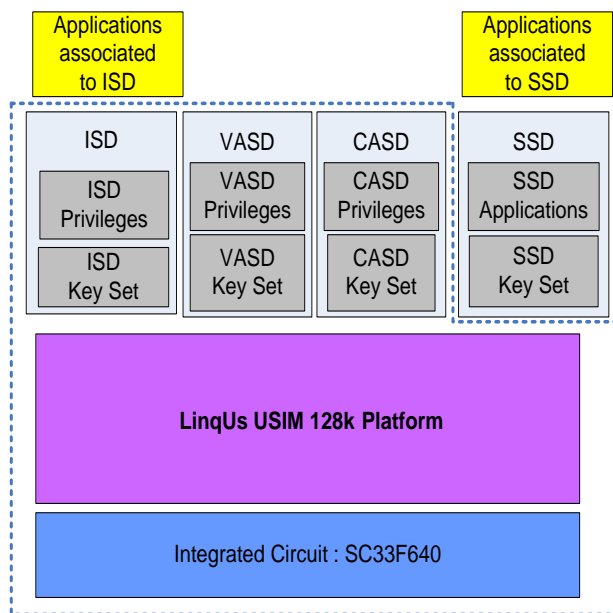 Applications
associated
to ISD
Applications
associated
to SSD
ISD
ISD
Privileges
ISD
Key Set
VASD
VASD
Privileges
VASD
Key Set
CASD
CASD
Privileges
CASD
Key Set
SSD
SSD
Applications
SSD
Key Set
LinqUs USIM 128k Platform
Integrated Circuit : SC33F640